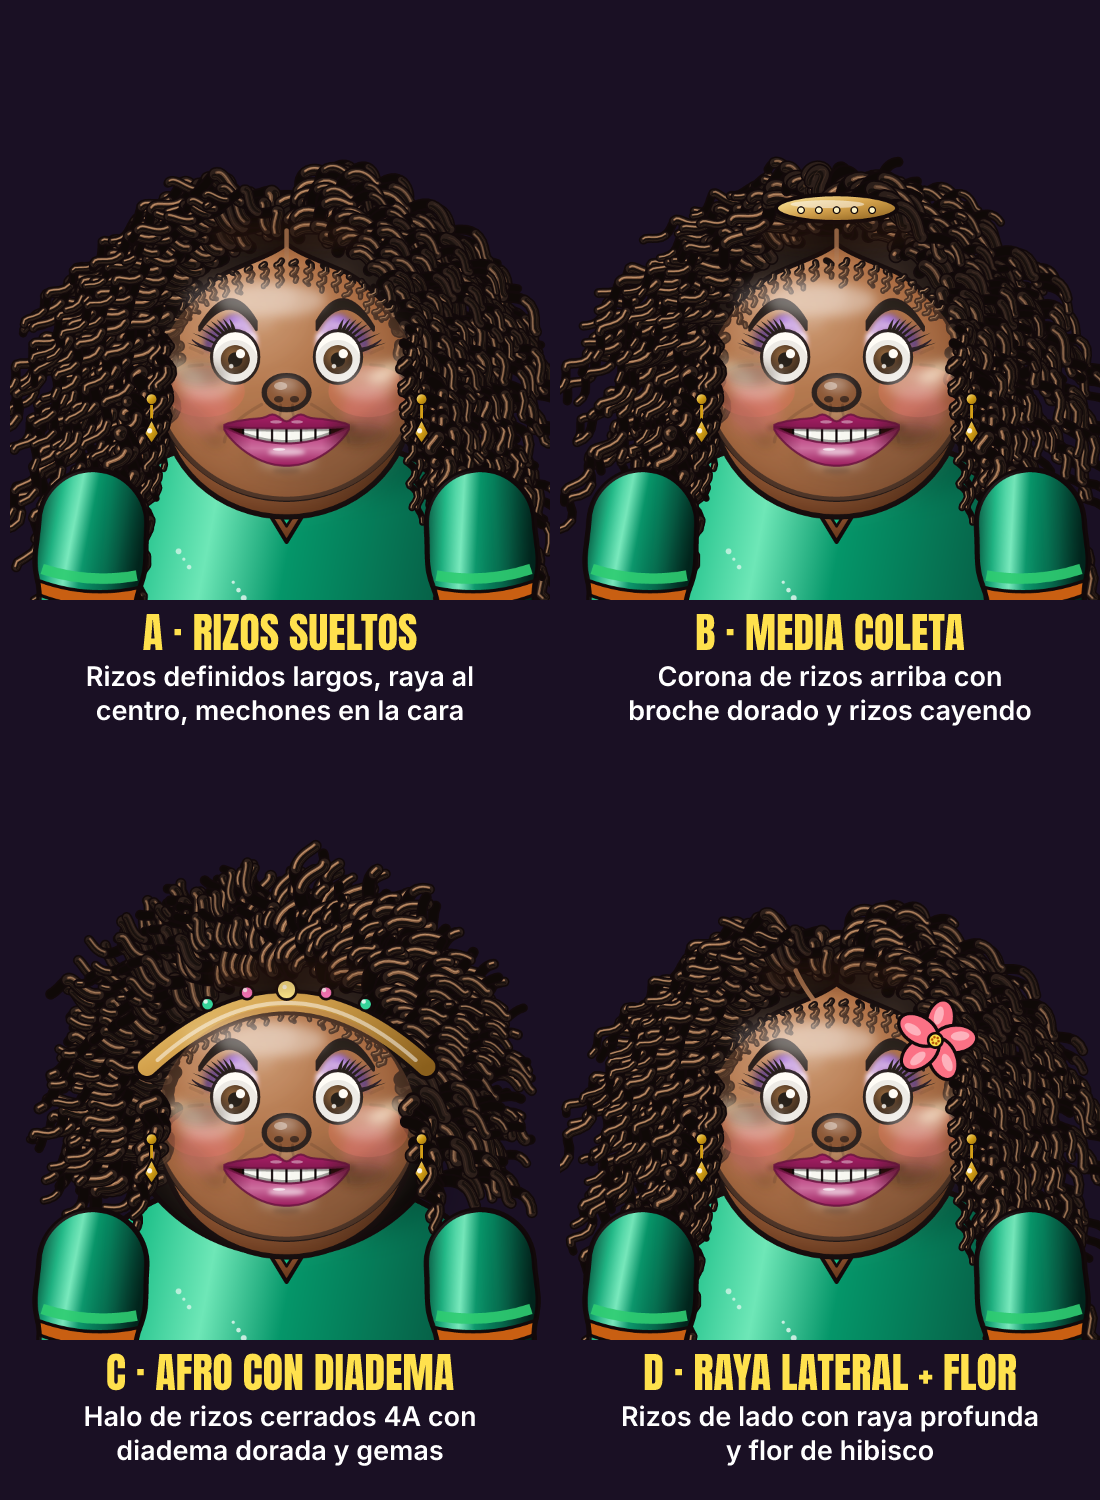 A · RIZOS SUELTOS
Rizos definidos largos, raya al
centro, mechones en la cara
B · MEDIA COLETA
Corona de rizos arriba con
broche dorado y rizos cayendo
C · AFRO CON DIADEMA
Halo de rizos cerrados 4A con
diadema dorada y gemas
D · RAYA LATERAL + FLOR
Rizos de lado con raya profunda
y flor de hibisco